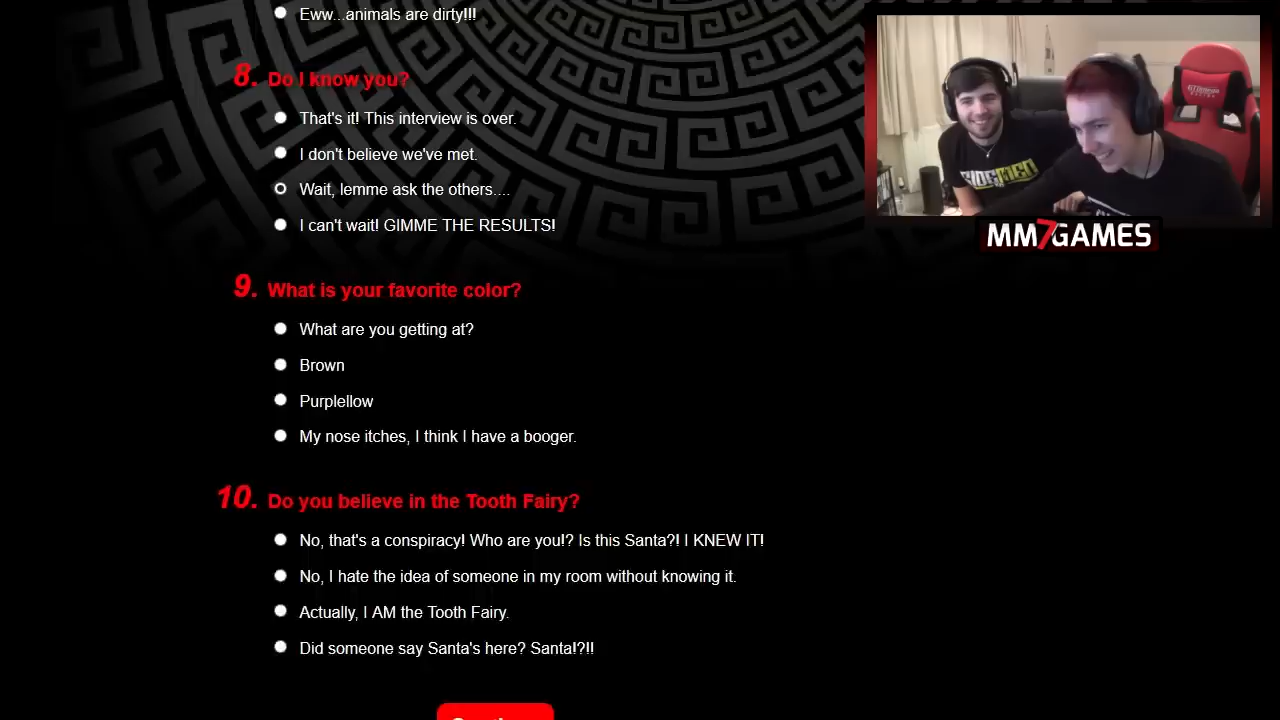 Eww...animals are dirty!!!
8. Do I know you?
That's it! This interview is over.
I don't believe we've met.
Wait, lemme ask the others....
I can't wait! GIMME THE RESULTS!
9. What is your favorite color?
What are you getting at?
Brown
Purplellow
My nose itches, I think I have a booger.
10. Do you believe in the Tooth Fairy?
No, that's a conspiracy! Who are you!? Is this Santa?! I KNEW IT!
No, I hate the idea of someone in my room without knowing it.
Actually, I AM the Tooth Fairy.
Did someone say Santa's here? Santa!?!!
SIDEMEN
MM7GAMES